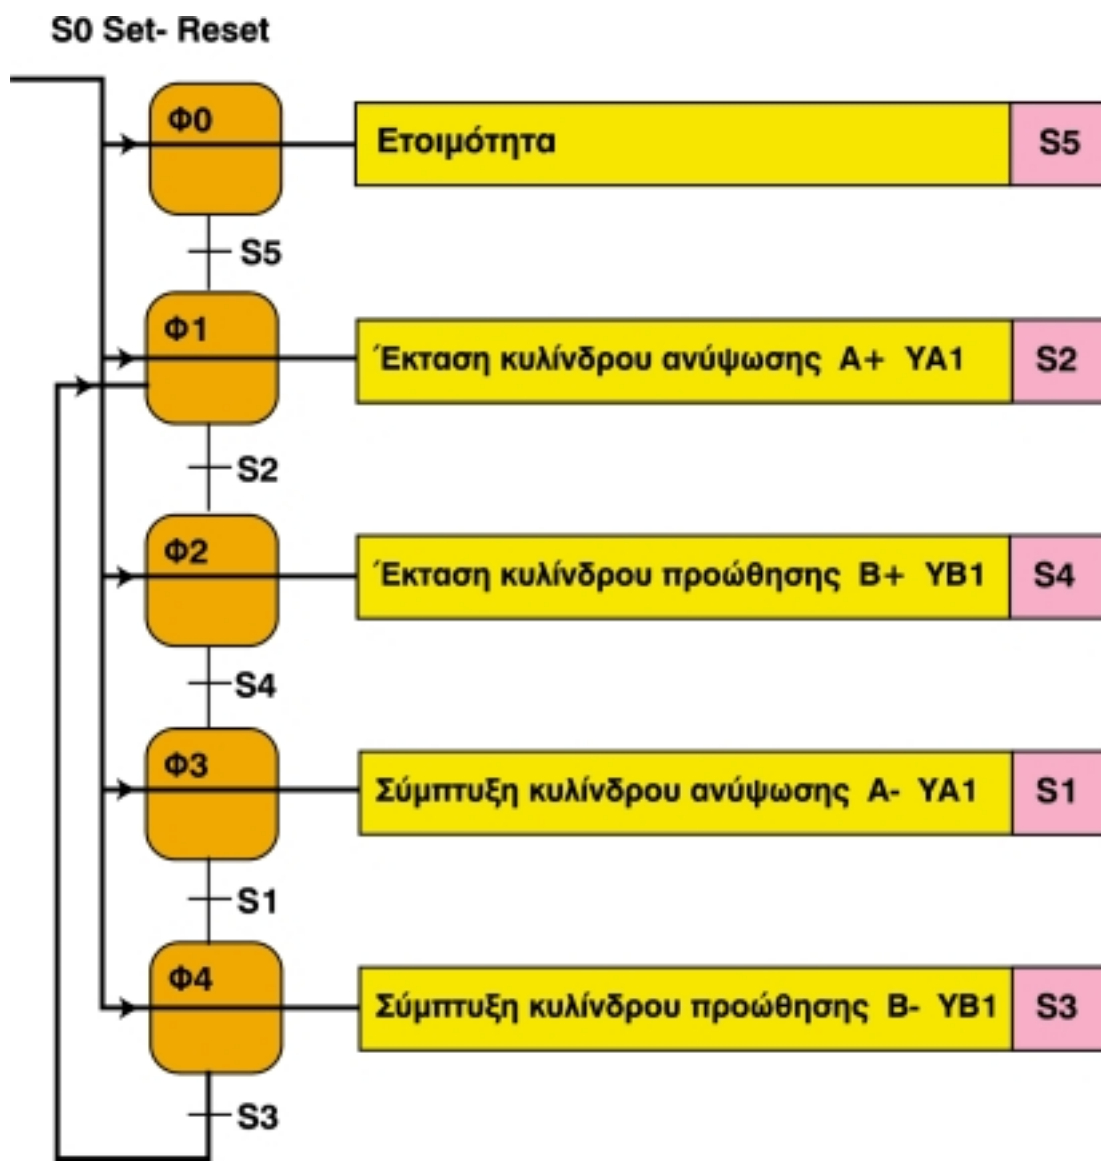 S0 Set- Reset
Φ0 Ετοιμότητα S5
S5
Φ1 Έκταση κυλίνδρου ανύψωσης A+ YA1 S2
S2
Φ2 Έκταση κυλίνδρου προώθησης B+ YB1 S4
S4
Φ3 Σύμπτυξη κυλίνδρου ανύψωσης A- YA1 S1
S1
Φ4 Σύμπτυξη κυλίνδρου προώθησης B- YB1 S3
S3